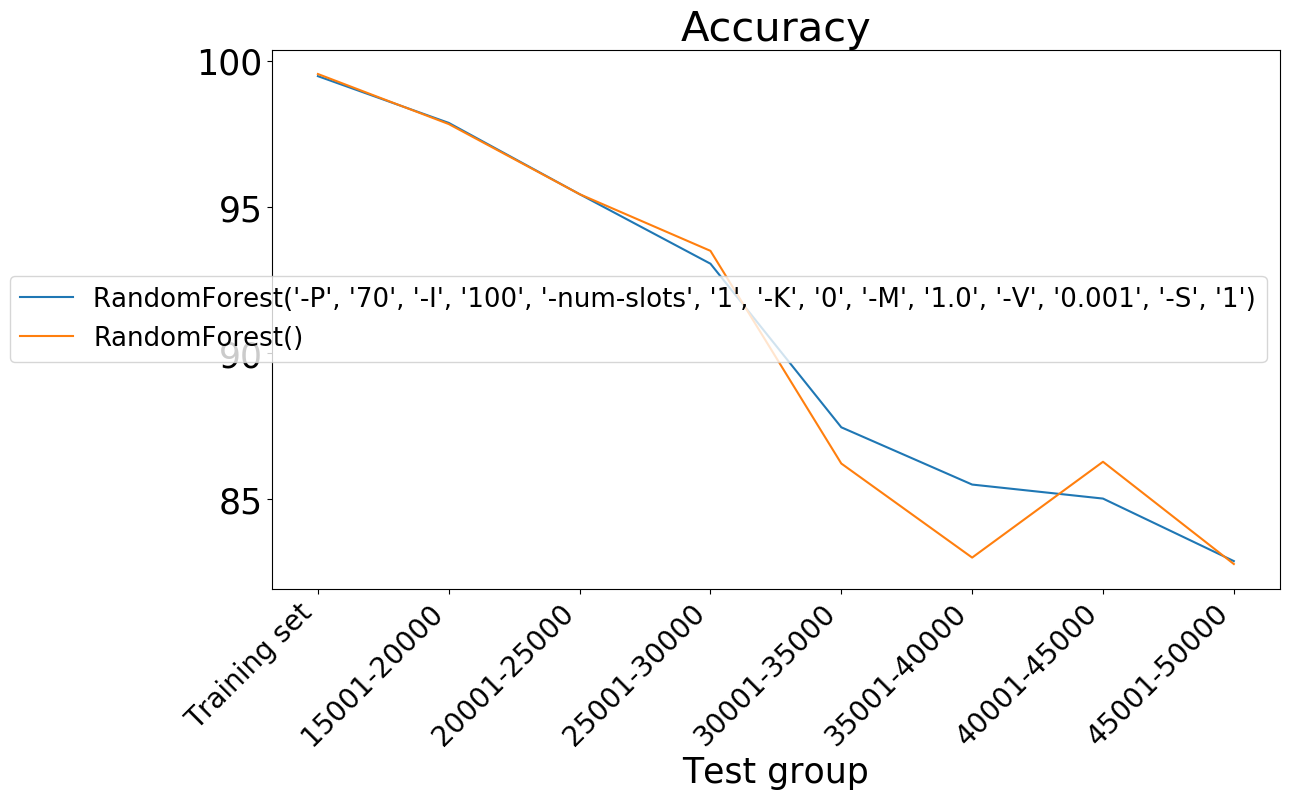 Accuracy
100
95
90
85
RandomForest('-P', '70', '-I', '100', '-num-slots', '1', '-K', '0', '-M', '1.0', '-V', '0.001', '-S', '1')
RandomForest()
Training set
15001-20000
20001-25000
25001-30000
30001-35000
35001-40000
40001-45000
45001-50000
Test group